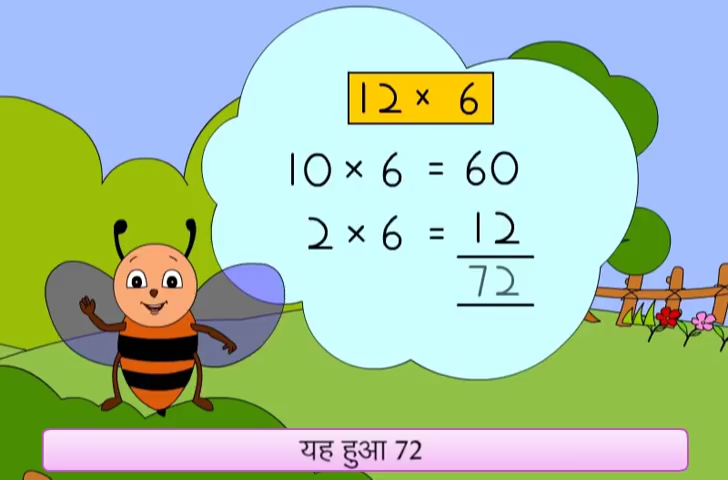 12 × 6
10 × 6 = 60
2 × 6 = 12
72
यह हुआ 72